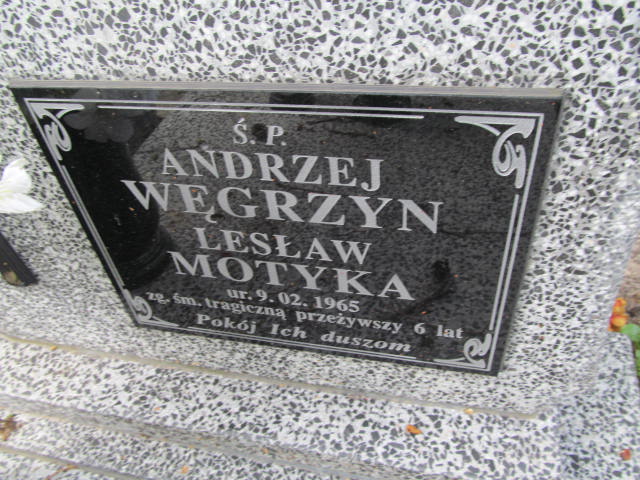 Ś.P.
ANDRZEJ
WĘGRZYN
LESŁAW
MOTYKA
ur. 9.02.1965
zg. śm. tragiczną przeżywszy 6 lat
Pokój Ich duszom